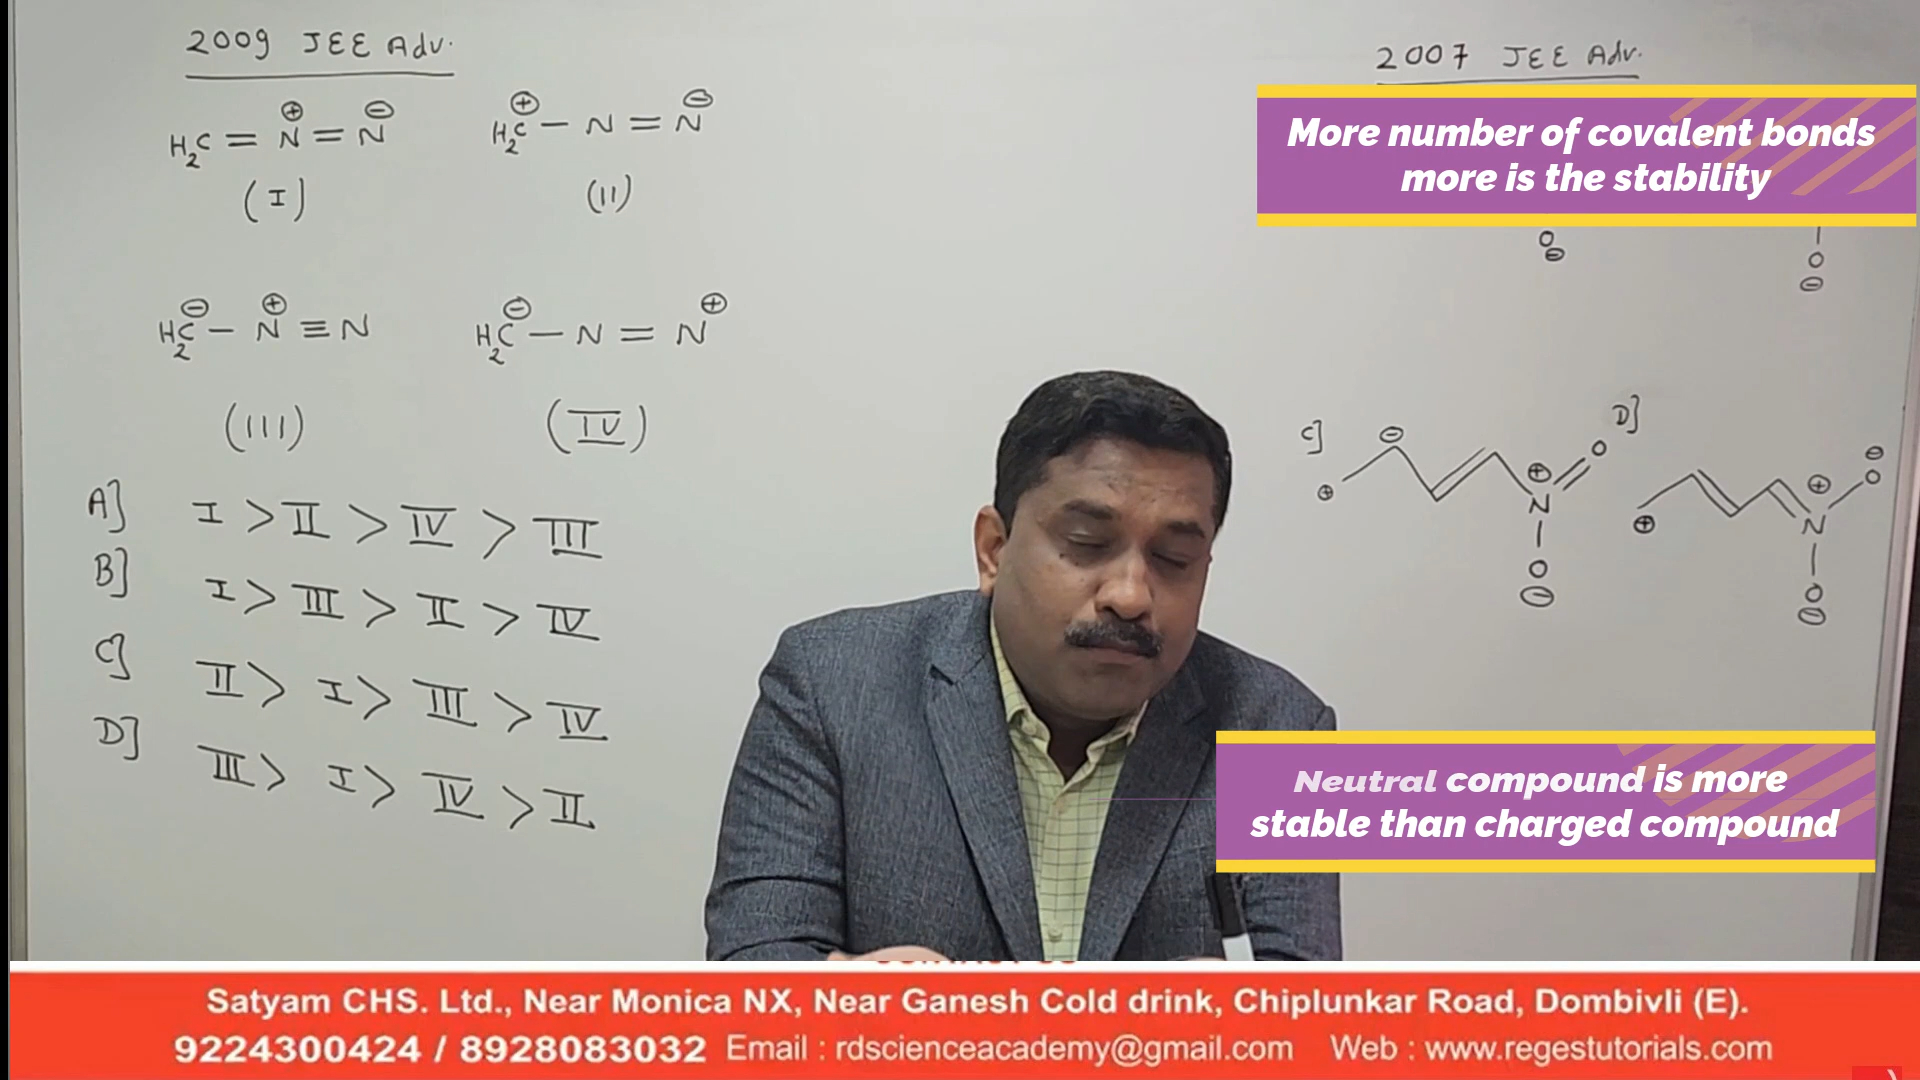 2009 JEE Adv.
H₂C = N⊕ = N⊖
(I)
H₂C⊕ – N = N⊖
(II)
H₂C⊖ – N⊕ ≡ N
(III)
H₂C⊖ – N = N⊕
(IV)
A] I > II > IV > III
B] I > III > II > IV
C] II > I > III > IV
D] III > I > IV > II
2007 JEE Adv.
More number of covalent bonds
more is the stability
O
⊖
O
⊖
C]
⊕ ⊖ N⊕ O
O
⊖
D]
⊕ N⊕ O⊖
O
⊖
Neutral compound is more
stable than charged compound
Satyam CHS. Ltd., Near Monica NX, Near Ganesh Cold drink, Chiplunkar Road, Dombivli (E).
9224300424 / 8928083032 Email : rdscienceacademy@gmail.com Web : www.regestutorials.com